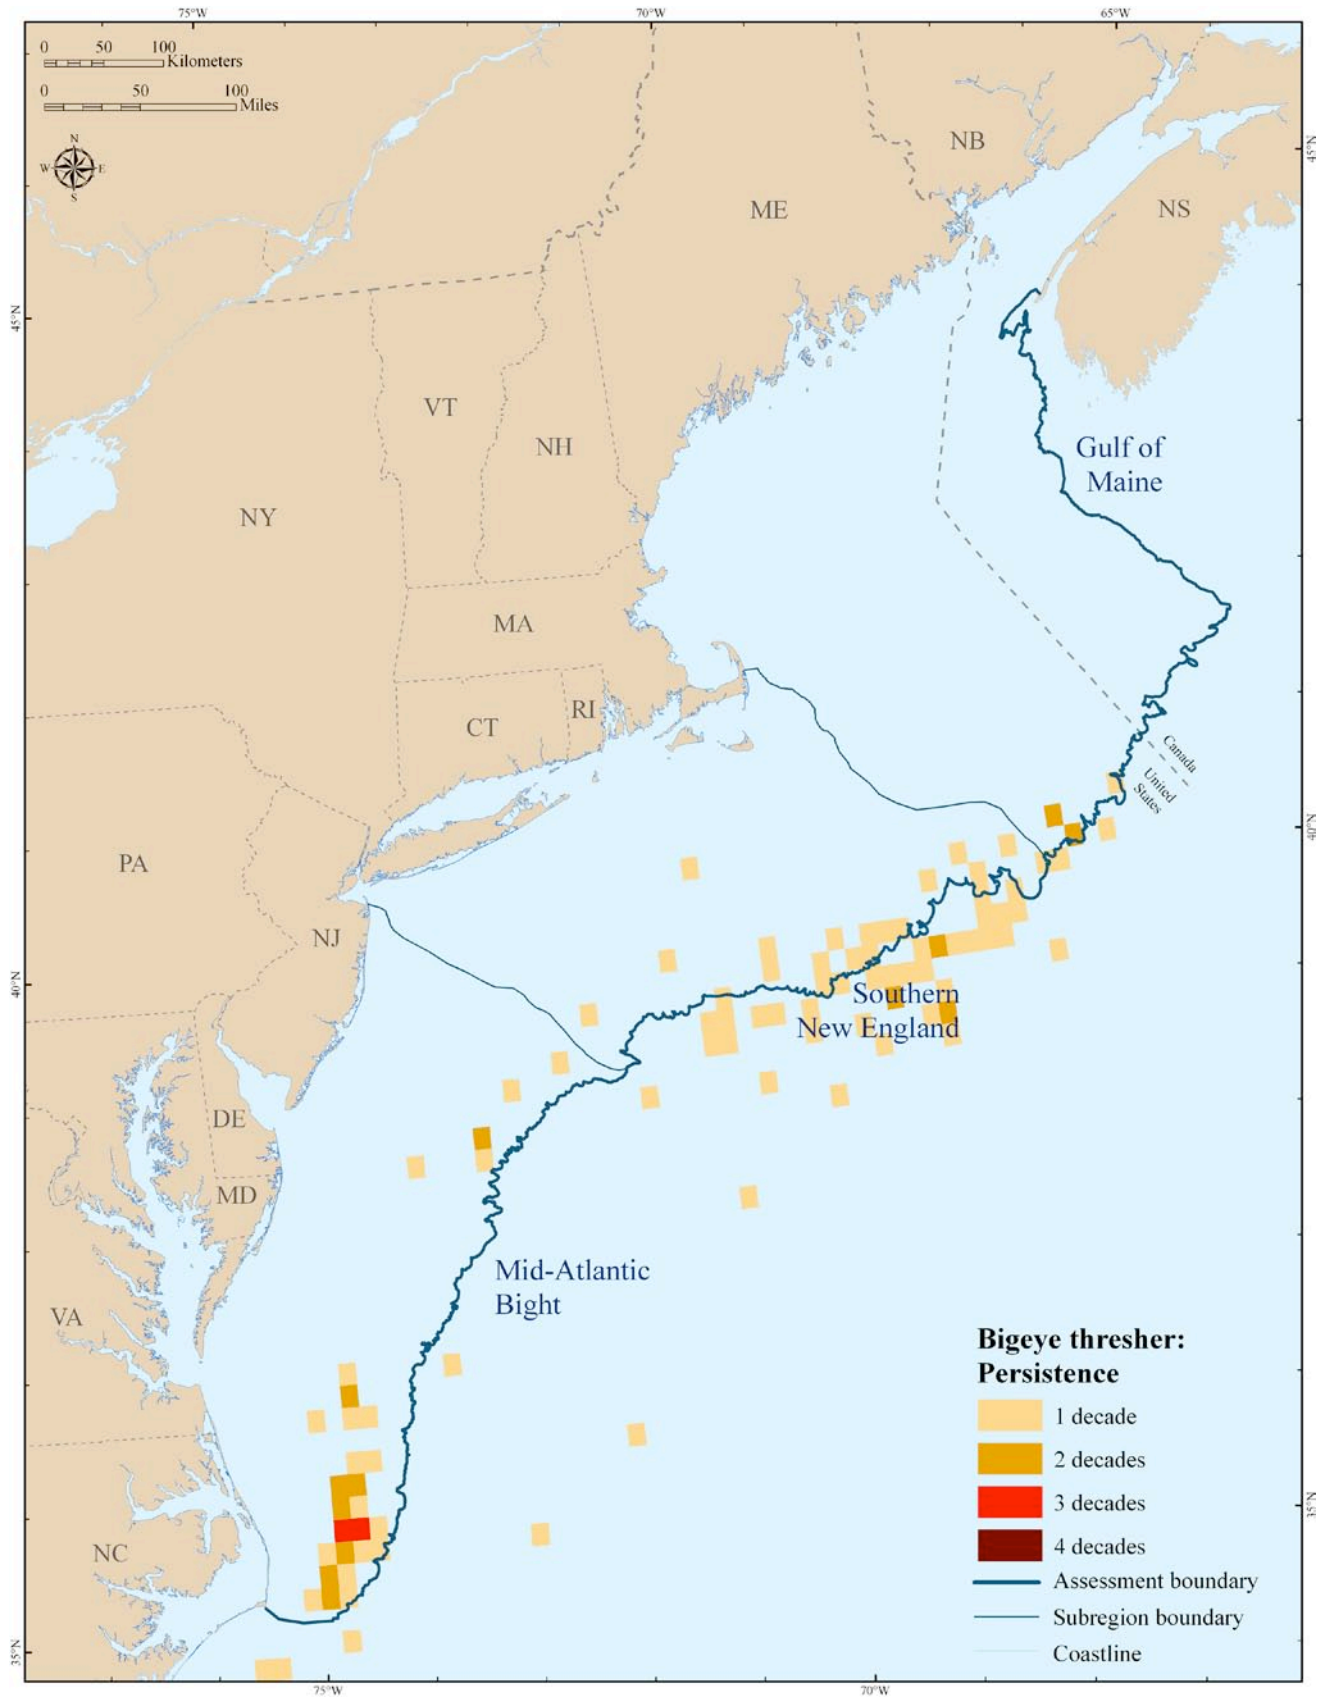 75°W 70°W 65°W
0 50 100
Kilometers
0 50 100
Miles
N
W E
S
NB
45°N
ME
NS
45°N
VT
Gulf of
Maine
NH
NY
MA
RI
CT
Canada
United
States
40°N
PA
NJ
40°N
Southern
New England
DE
MD
Mid-Atlantic
Bight
VA
Bigeye thresher:
Persistence
1 decade
2 decades
3 decades
35°N
4 decades
NC
Assessment boundary
Subregion boundary
Coastline
35°N
75°W 70°W